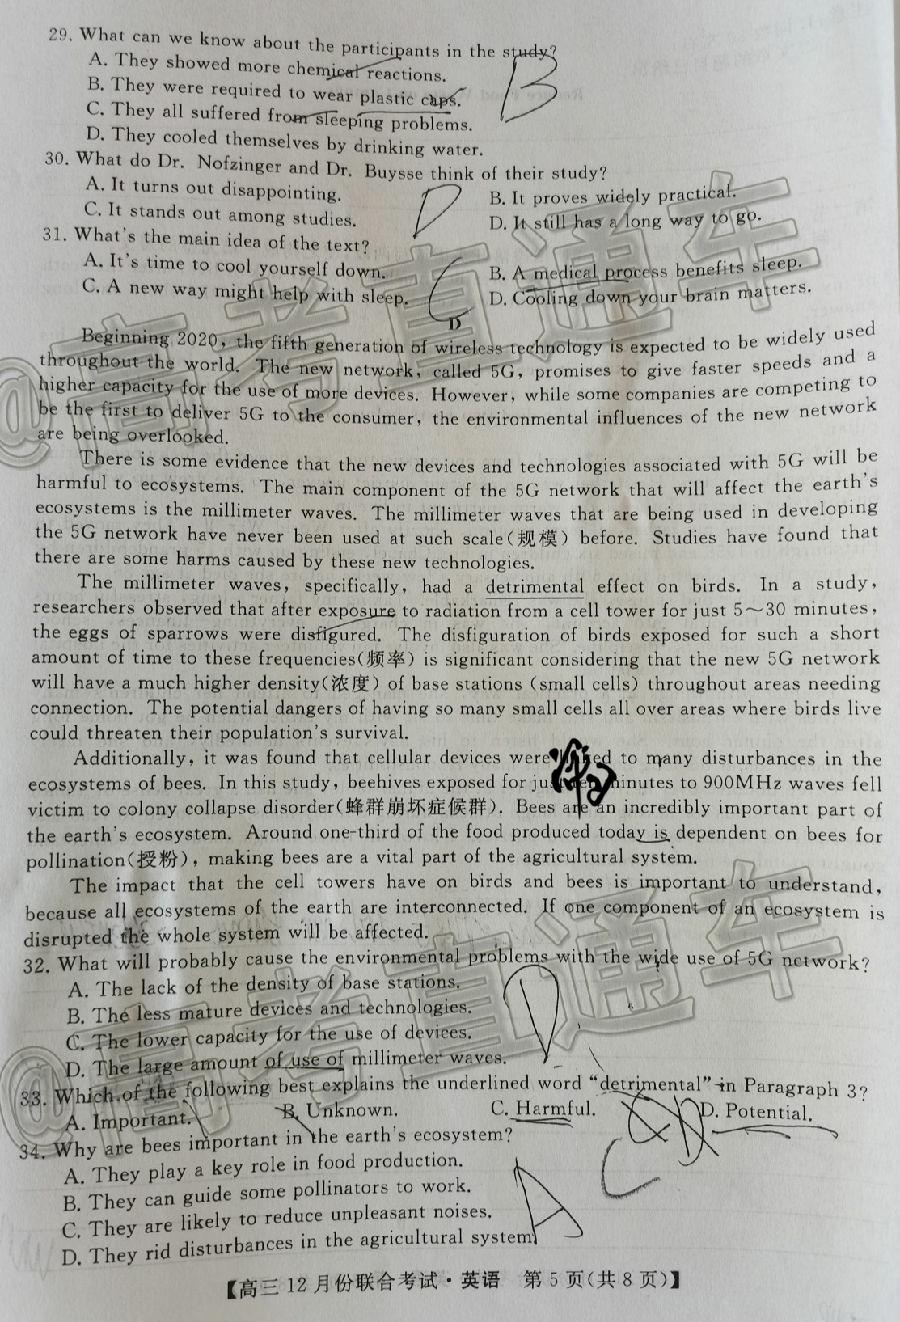 29. What can we know about the participants in the study?
A. They showed more chemical reactions.
B. They were required to wear plastic caps.
C. They all suffered from sleeping problems.
D. They cooled themselves by drinking water.
B
30. What do Dr. Nofzinger and Dr. Buysse think of their study?
A. It turns out disappointing.
B. It proves widely practical.
C. It stands out among studies.
D. It still has a long way to go.
D
31. What's the main idea of the text?
A. It's time to cool yourself down.
B. A medical process benefits sleep.
C. A new way might help with sleep.
D. Cooling down your brain matters.
C
D
Beginning 2020, the fifth generation of wireless technology is expected to be widely used
throughout the world. The new network, called 5G, promises to give faster speeds and a
higher capacity for the use of more devices. However, while some companies are competing to
be the first to deliver 5G to the consumer, the environmental influences of the new network
are being overlooked.
There is some evidence that the new devices and technologies associated with 5G will be
harmful to ecosystems. The main component of the 5G network that will affect the earth's
ecosystems is the millimeter waves. The millimeter waves that are being used in developing
the 5G network have never been used at such scale(规模) before. Studies have found that
there are some harms caused by these new technologies.
The millimeter waves, specifically, had a detrimental effect on birds. In a study,
researchers observed that after exposure to radiation from a cell tower for just 5～30 minutes,
the eggs of sparrows were disfigured. The disfiguration of birds exposed for such a short
amount of time to these frequencies(频率) is significant considering that the new 5G network
will have a much higher density(浓度) of base stations (small cells) throughout areas needing
connection. The potential dangers of having so many small cells all over areas where birds live
could threaten their population's survival.
Additionally, it was found that cellular devices were to many disturbances in the
ecosystems of bees. In this study, beehives exposed for minutes to 900MHz waves fell
victim to colony collapse disorder(蜂群崩坏症候群). Bees are an incredibly important part of
the earth's ecosystem. Around one-third of the food produced today is dependent on bees for
pollination(授粉), making bees are a vital part of the agricultural system.
The impact that the cell towers have on birds and bees is important to understand,
because all ecosystems of the earth are interconnected. If one component of an ecosystem is
disrupted the whole system will be affected.
32. What will probably cause the environmental problems with the wide use of 5G network?
A. The lack of the density of base stations.
B. The less mature devices and technologies.
C. The lower capacity for the use of devices.
D. The large amount of use of millimeter waves.
D
33. Which of the following best explains the underlined word “detrimental” in Paragraph 3?
A. Important.
B. Unknown.
C. Harmful.
D. Potential.
C
34. Why are bees important in the earth's ecosystem?
A. They play a key role in food production.
B. They can guide some pollinators to work.
C. They are likely to reduce unpleasant noises.
D. They rid disturbances in the agricultural system.
A
【高三12月份联合考试·英语 第5页(共8页)】
@高考直通车
@高考直通车